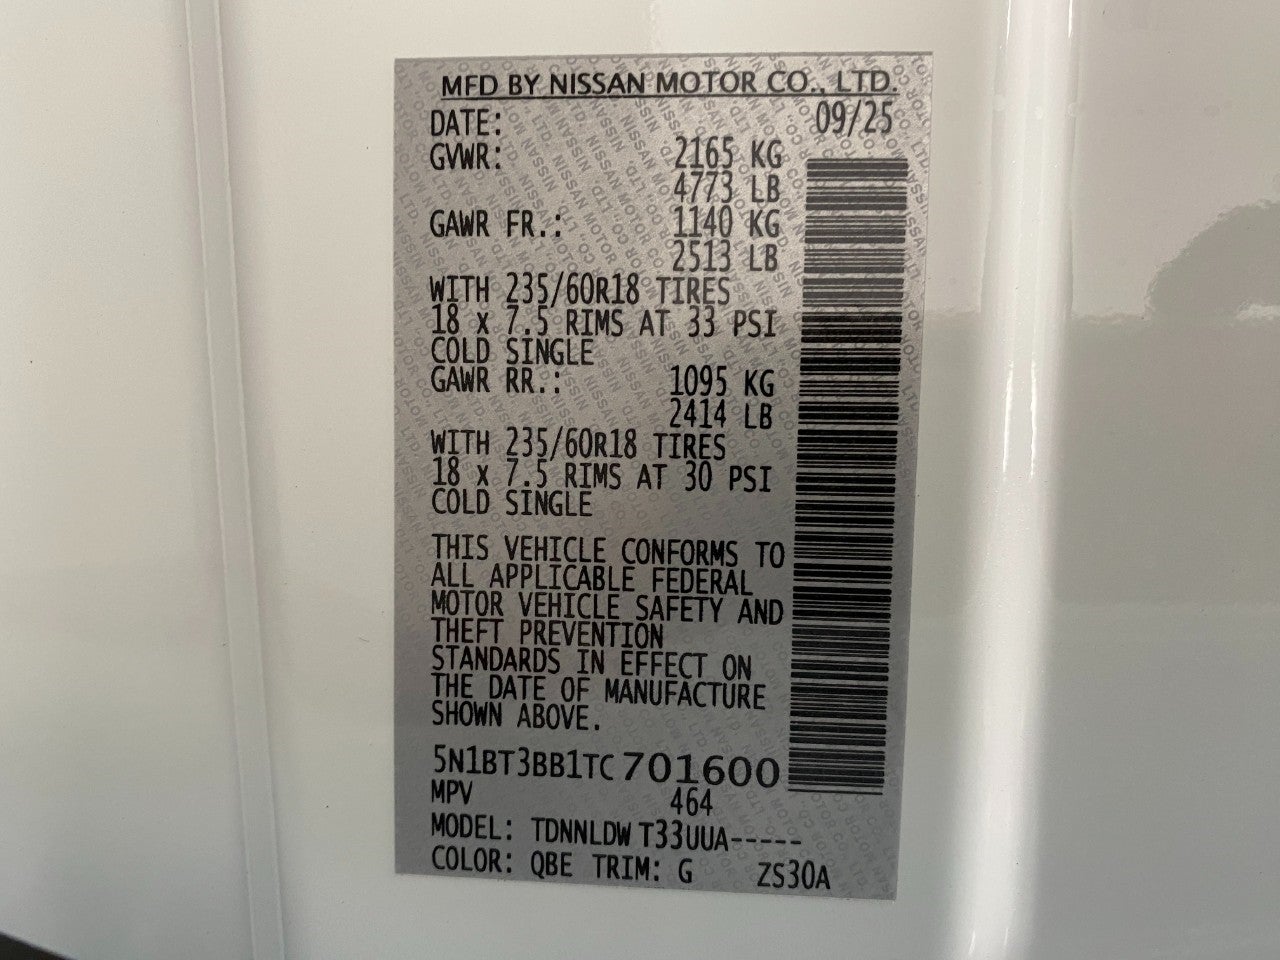 MFD BY NISSAN MOTOR CO., LTD.
DATE: 09/25
GVWR: 2165 KG
4773 LB
GAWR FR.: 1140 KG
2513 LB
WITH 235/60R18 TIRES
18 x 7.5 RIMS AT 33 PSI
COLD SINGLE
GAWR RR.: 1095 KG
2414 LB
WITH 235/60R18 TIRES
18 x 7.5 RIMS AT 30 PSI
COLD SINGLE
THIS VEHICLE CONFORMS TO
ALL APPLICABLE FEDERAL
MOTOR VEHICLE SAFETY AND
THEFT PREVENTION
STANDARDS IN EFFECT ON
THE DATE OF MANUFACTURE
SHOWN ABOVE.
5N1BT3BB1TC701600
MPV 464
MODEL: TDNNLDW T33UUA-----
COLOR: QBE TRIM: G ZS30A